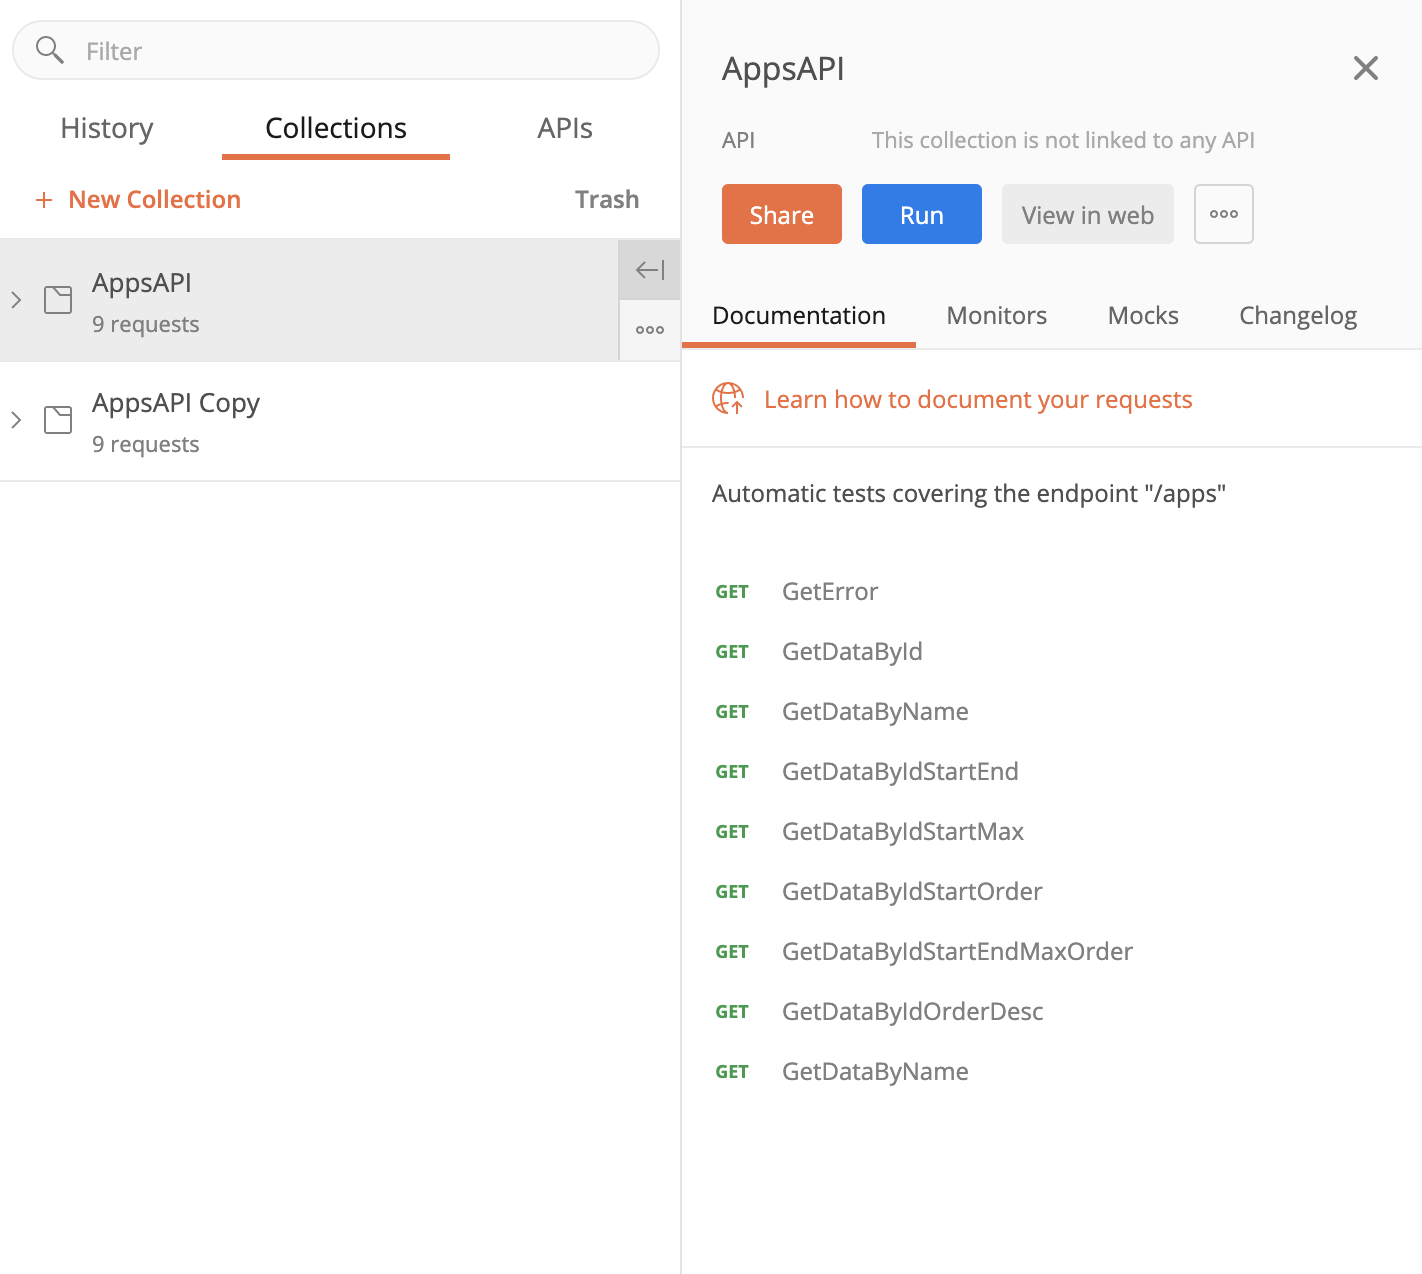 Filter
History Collections APIs
+ New Collection Trash
AppsAPI
9 requests
AppsAPI Copy
9 requests
AppsAPI
API This collection is not linked to any API
Share Run View in web
Documentation Monitors Mocks Changelog
Learn how to document your requests
Automatic tests covering the endpoint "/apps"
GET GetError
GET GetDataById
GET GetDataByName
GET GetDataByIdStartEnd
GET GetDataByIdStartMax
GET GetDataByIdStartOrder
GET GetDataByIdStartEndMaxOrder
GET GetDataByIdOrderDesc
GET GetDataByName